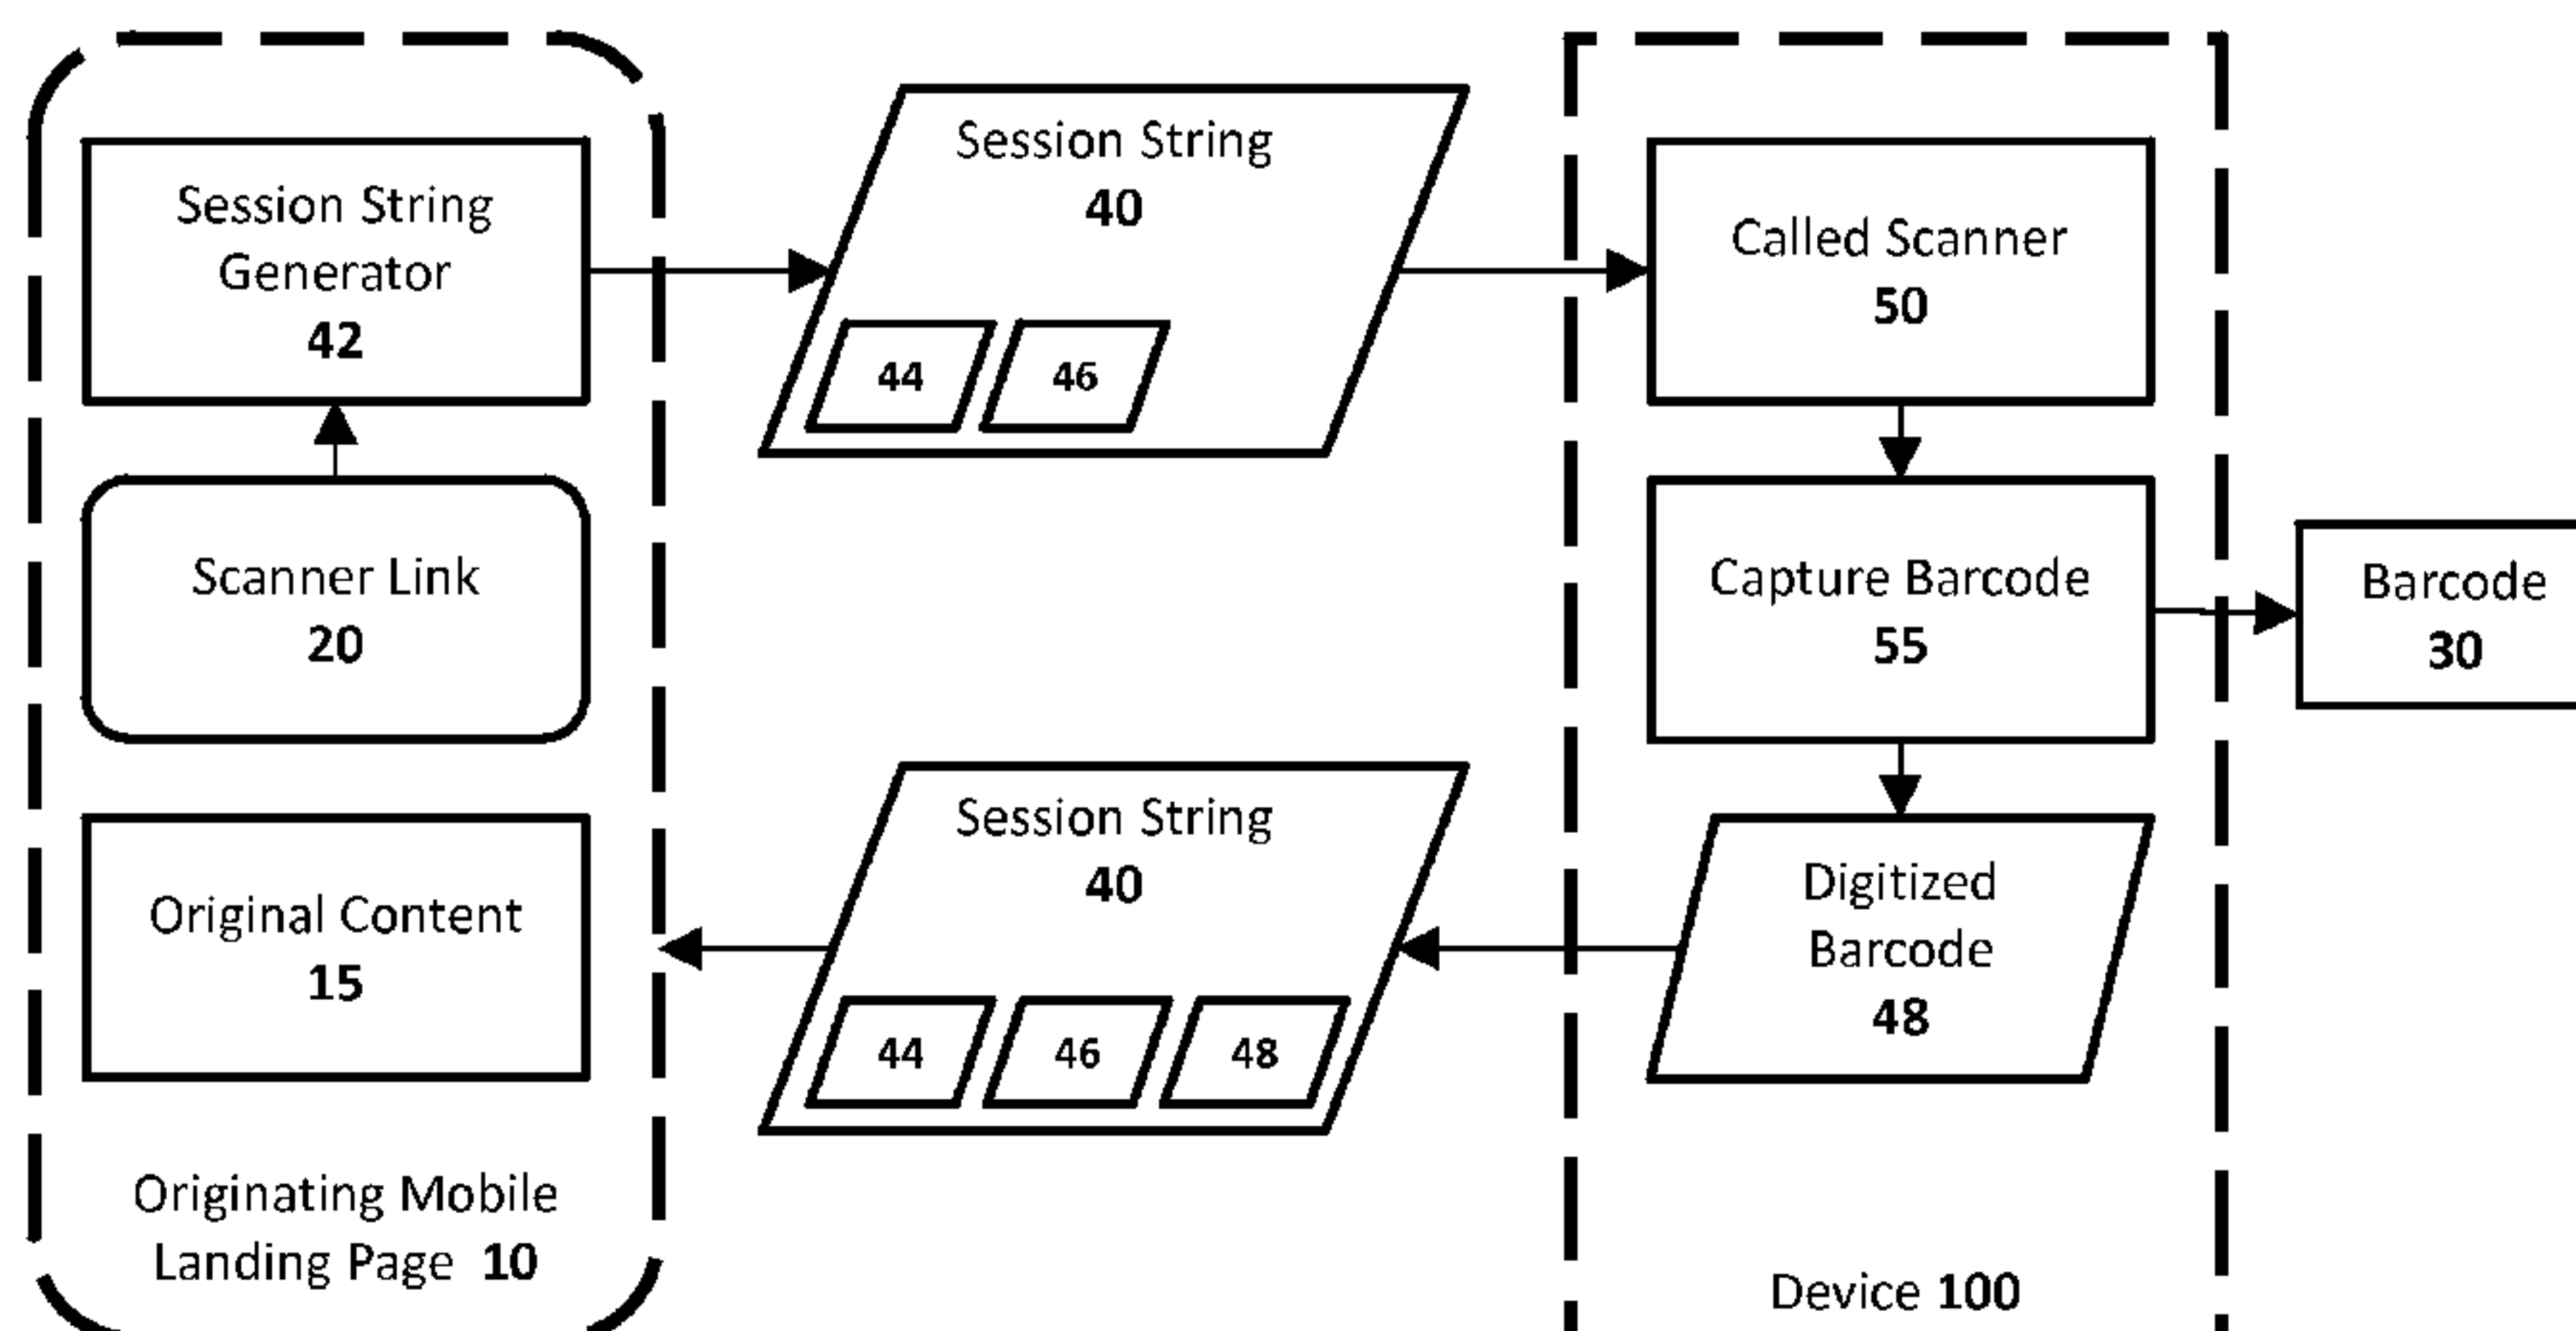 Session String
Generator
42
Scanner Link
20
Original Content
15
Originating Mobile
Landing Page 10
Session String
40
44 46
Session String
40
44 46 48
Called Scanner
50
Capture Barcode
55
Digitized
Barcode
48
Device 100
Barcode
30